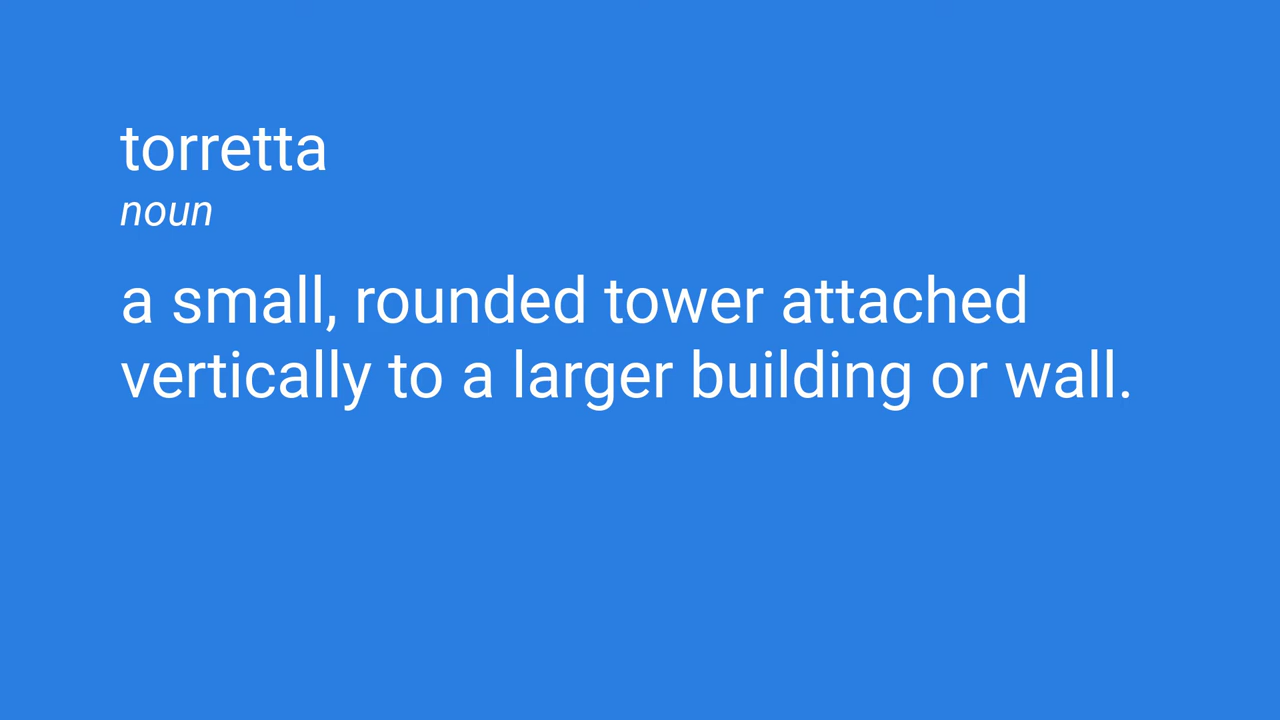 torretta
noun
a small, rounded tower attached
vertically to a larger building or wall.